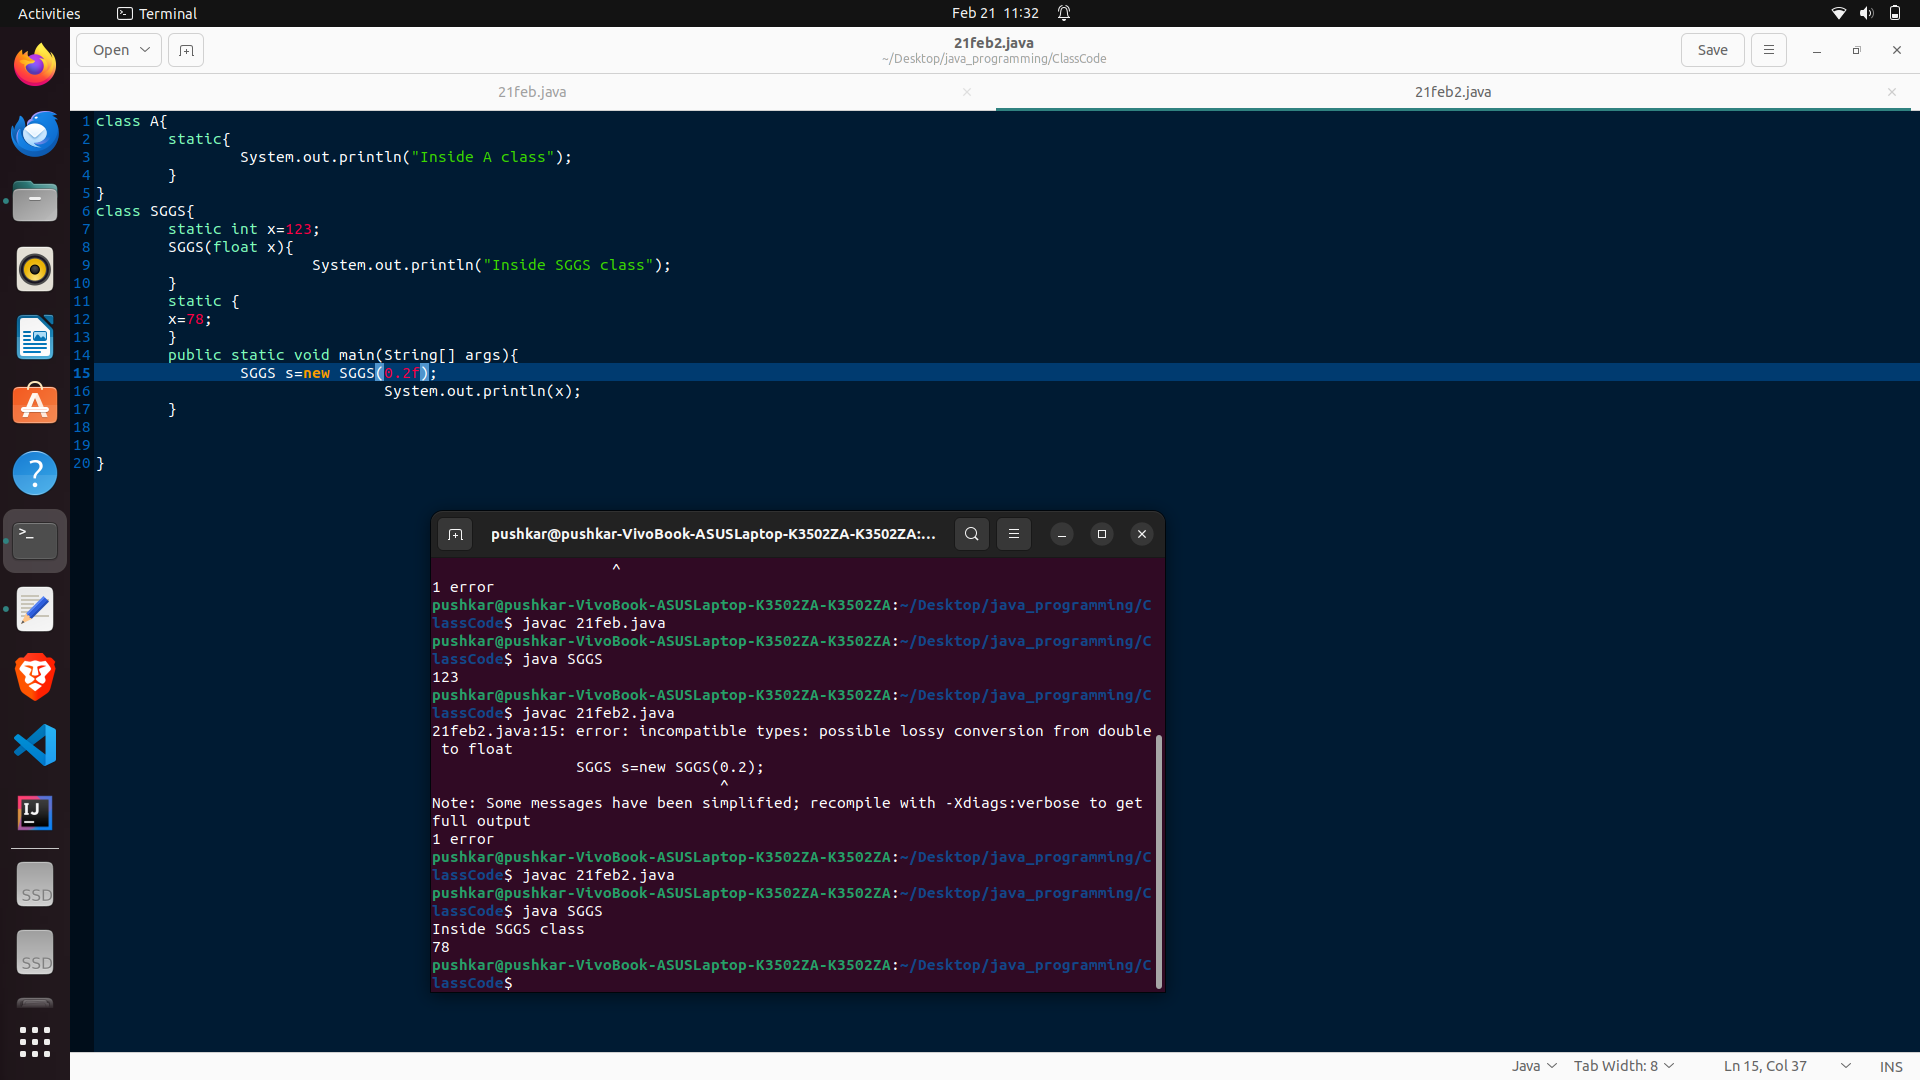 Activities
Terminal
Feb 21 11:32
Open
21feb2.java
~/Desktop/java_programming/ClassCode
Save
21feb.java
21feb2.java
1 class A{
2 static{
3 System.out.println("Inside A class");
4 }
5 }
6 class SGGS{
7 static int x=123;
8 SGGS(float x){
9 System.out.println("Inside SGGS class");
10 }
11 static {
12 x=78;
13 }
14 public static void main(String[] args){
15 SGGS s=new SGGS(0.2f);
16 System.out.println(x);
17 }
18
19
20 }
pushkar@pushkar-VivoBook-ASUSLaptop-K3502ZA-K3502ZA:...
^
1 error
pushkar@pushkar-VivoBook-ASUSLaptop-K3502ZA-K3502ZA:~/Desktop/java_programming/C
lassCode$ javac 21feb.java
pushkar@pushkar-VivoBook-ASUSLaptop-K3502ZA-K3502ZA:~/Desktop/java_programming/C
lassCode$ java SGGS
123
pushkar@pushkar-VivoBook-ASUSLaptop-K3502ZA-K3502ZA:~/Desktop/java_programming/C
lassCode$ javac 21feb2.java
21feb2.java:15: error: incompatible types: possible lossy conversion from double
to float
SGGS s=new SGGS(0.2);
^
Note: Some messages have been simplified; recompile with -Xdiags:verbose to get
full output
1 error
pushkar@pushkar-VivoBook-ASUSLaptop-K3502ZA-K3502ZA:~/Desktop/java_programming/C
lassCode$ javac 21feb2.java
pushkar@pushkar-VivoBook-ASUSLaptop-K3502ZA-K3502ZA:~/Desktop/java_programming/C
lassCode$ java SGGS
Inside SGGS class
78
pushkar@pushkar-VivoBook-ASUSLaptop-K3502ZA-K3502ZA:~/Desktop/java_programming/C
lassCode$
IJ
SSD
SSD
Java
Tab Width: 8
Ln 15, Col 37
INS